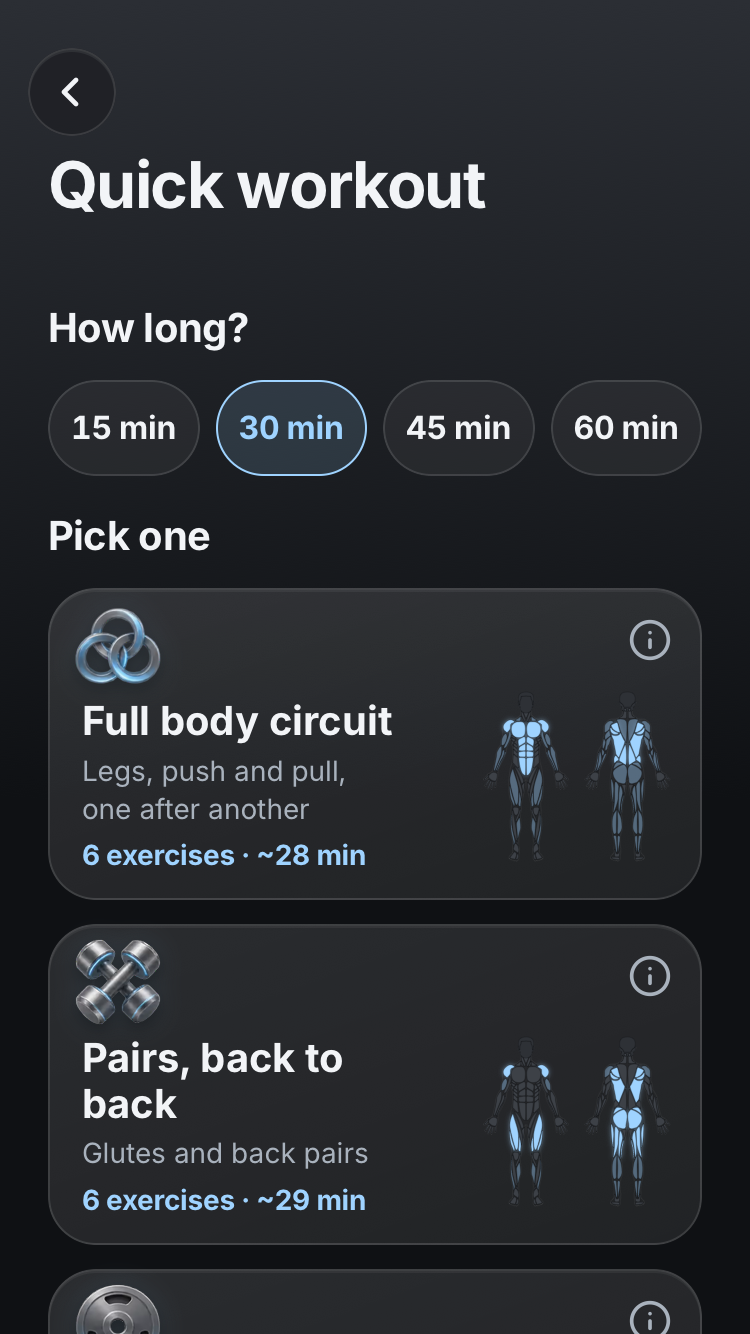 Quick workout
How long?
15 min
30 min
45 min
60 min
Pick one
Full body circuit
Legs, push and pull,
one after another
6 exercises · ~28 min
Pairs, back to
back
Glutes and back pairs
6 exercises · ~29 min